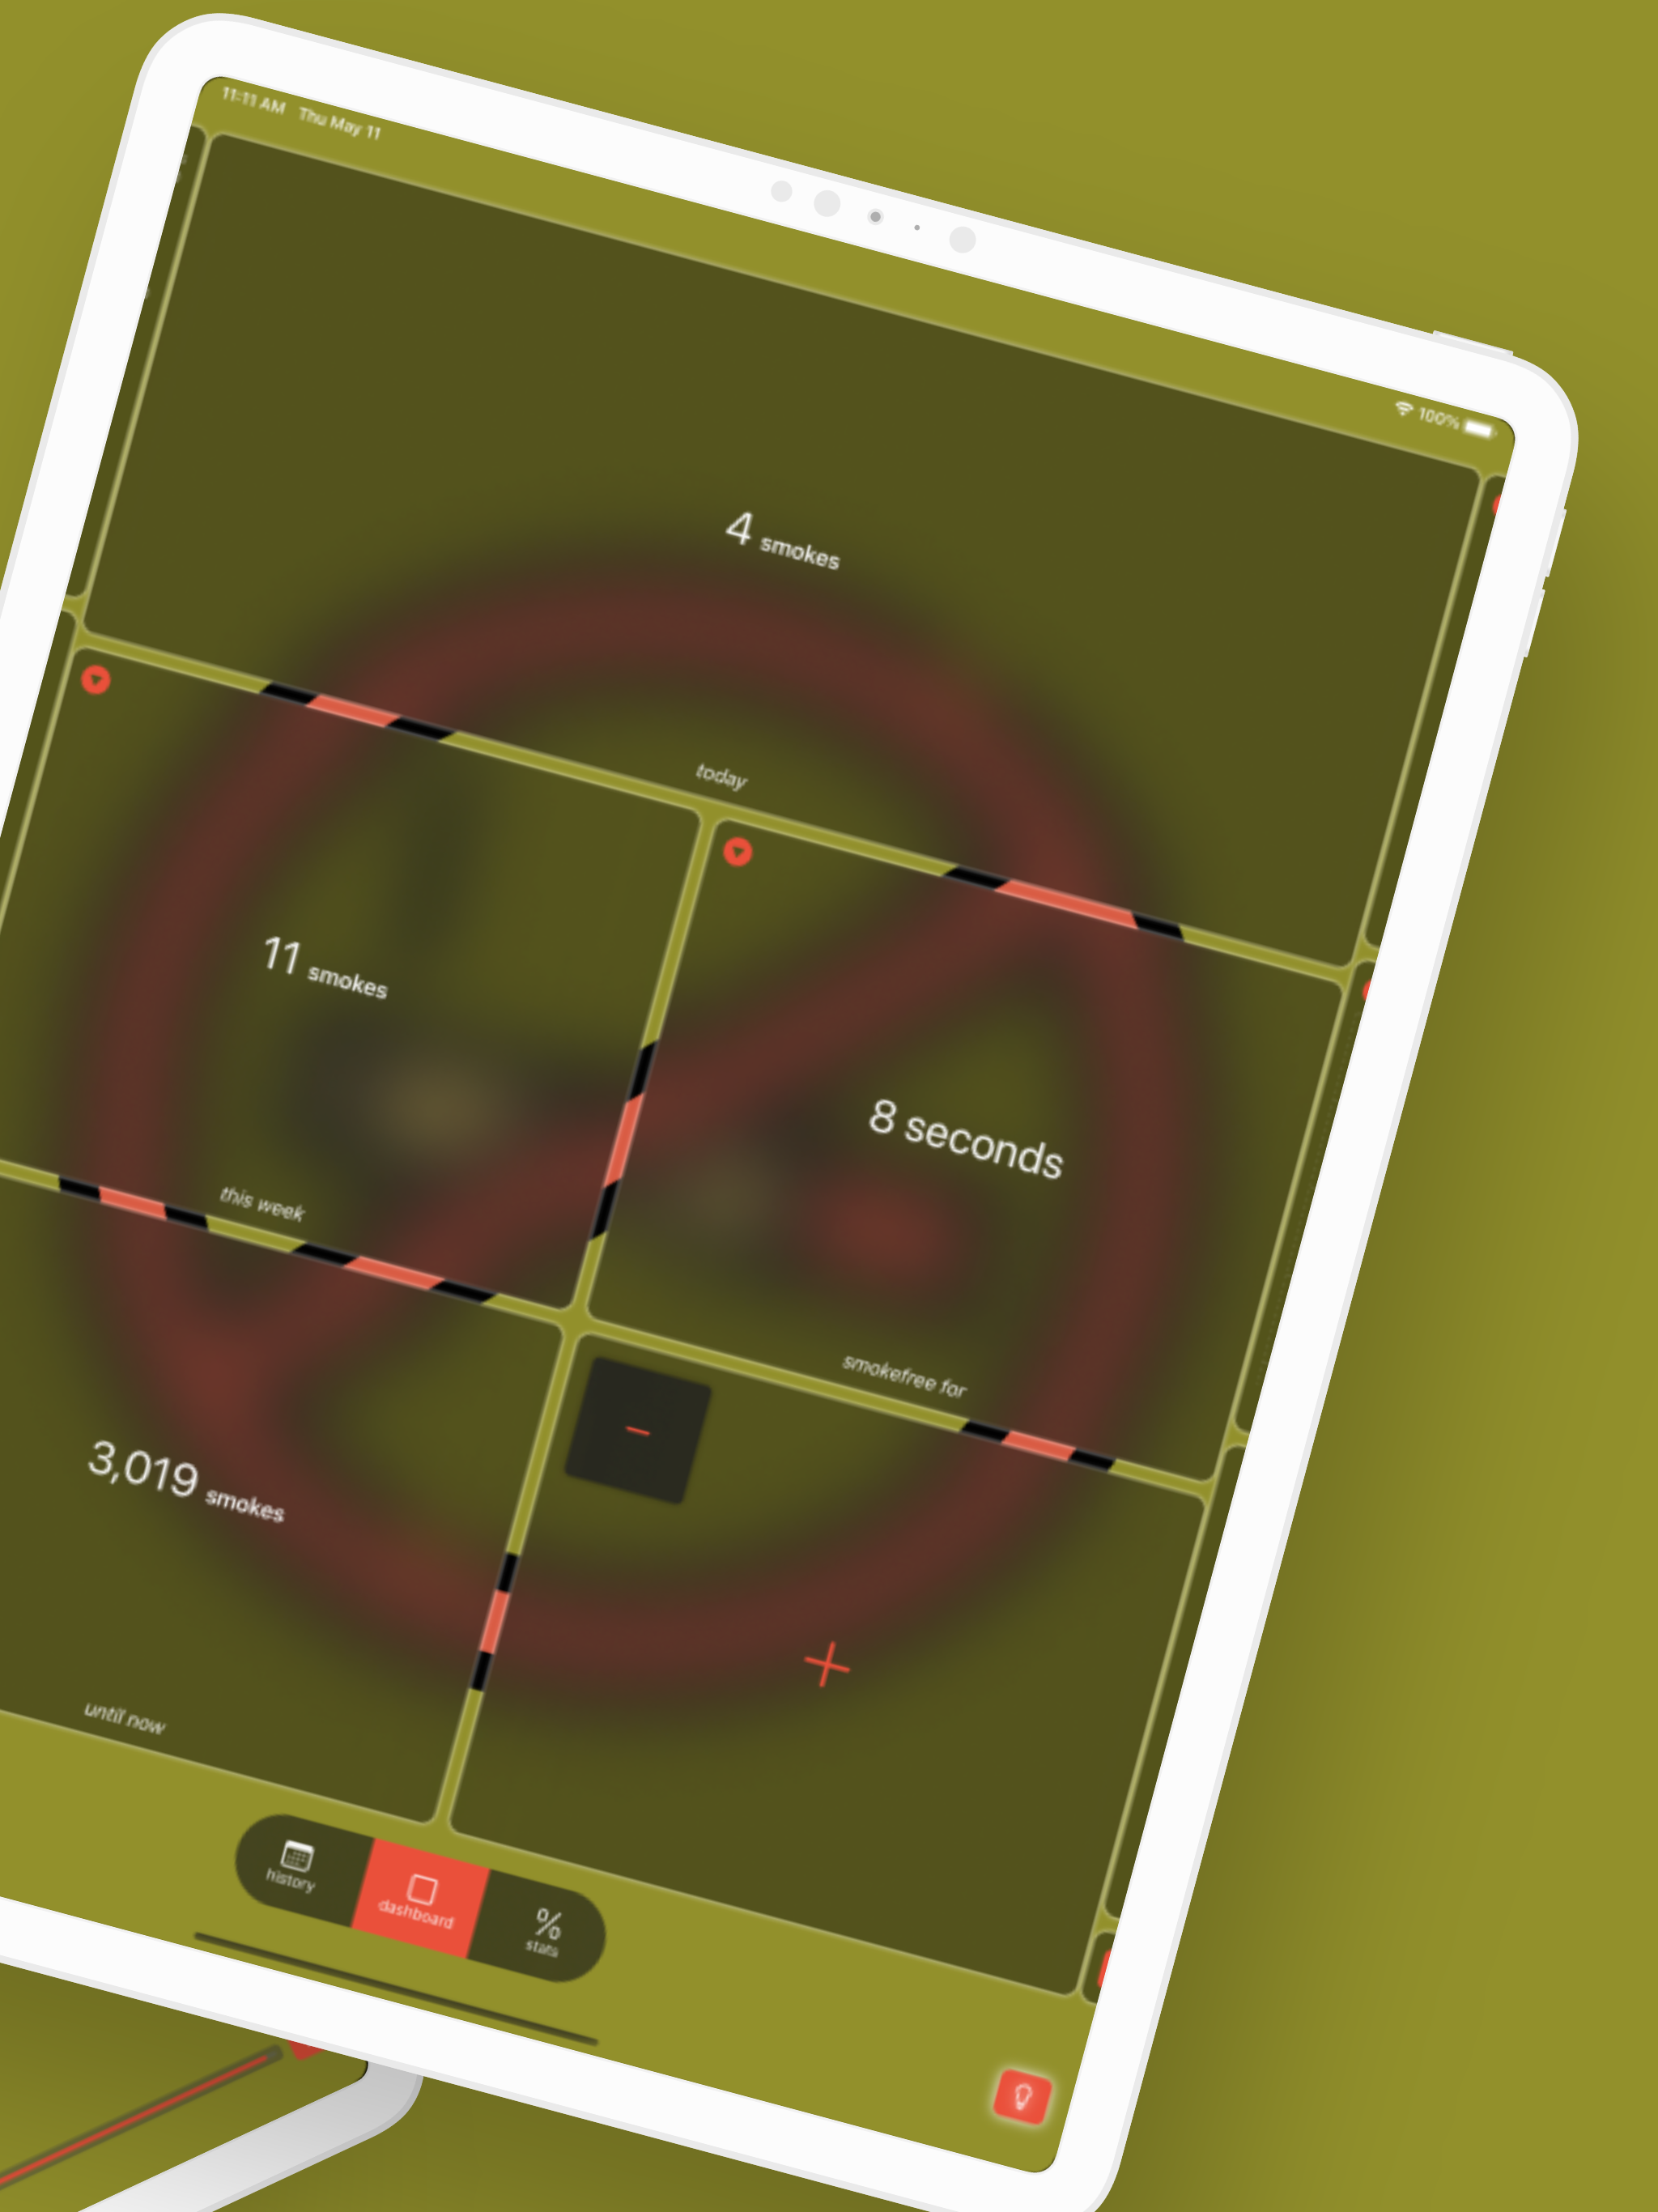 11:11 AM Thu May 11
100%
4 smokes
today
11 smokes
this week
8 seconds
smokefree for
3,019 smokes
until now
−
+
history
dashboard
% stats